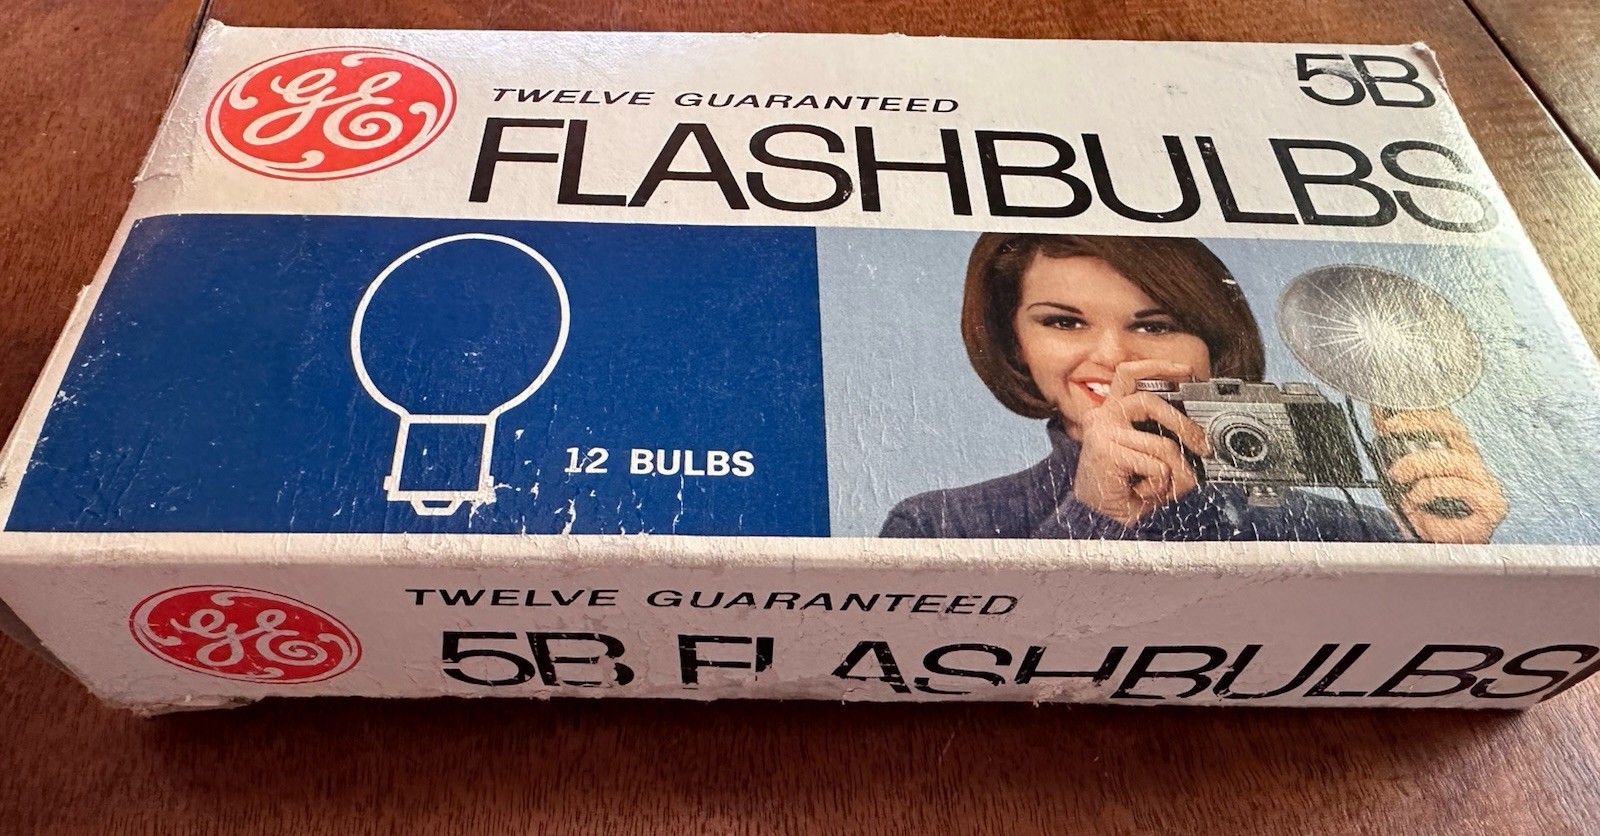 GE
5B
TWELVE GUARANTEED
FLASHBULBS
12 BULBS
GE
TWELVE GUARANTEED
5B FLASHBULBS